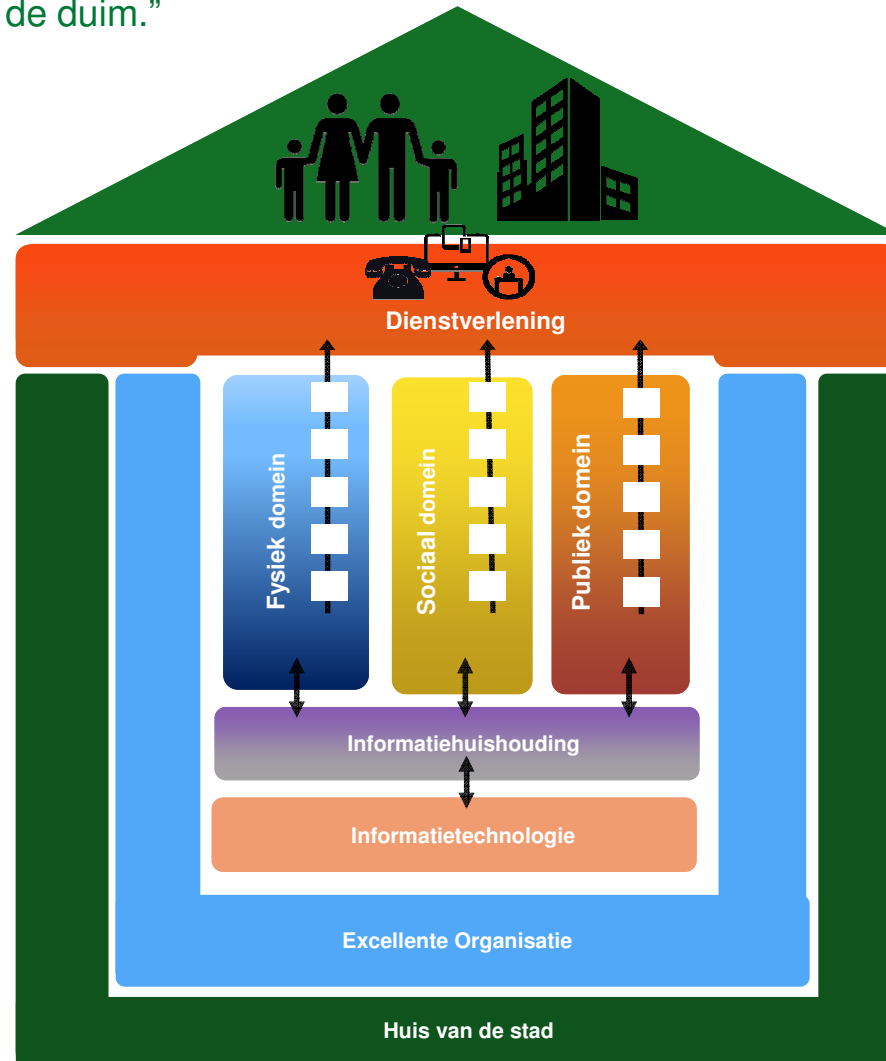 de duim.”
Dienstverlening
Fysiek domein
Sociaal domein
Publiek domein
Informatiehuishouding
Informatietechnologie
Excellente Organisatie
Huis van de stad